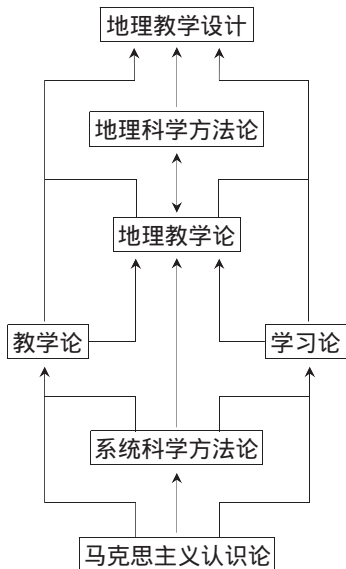 地理教学设计
地理科学方法论
地理教学论
教学论
学习论
系统科学方法论
马克思主义认识论